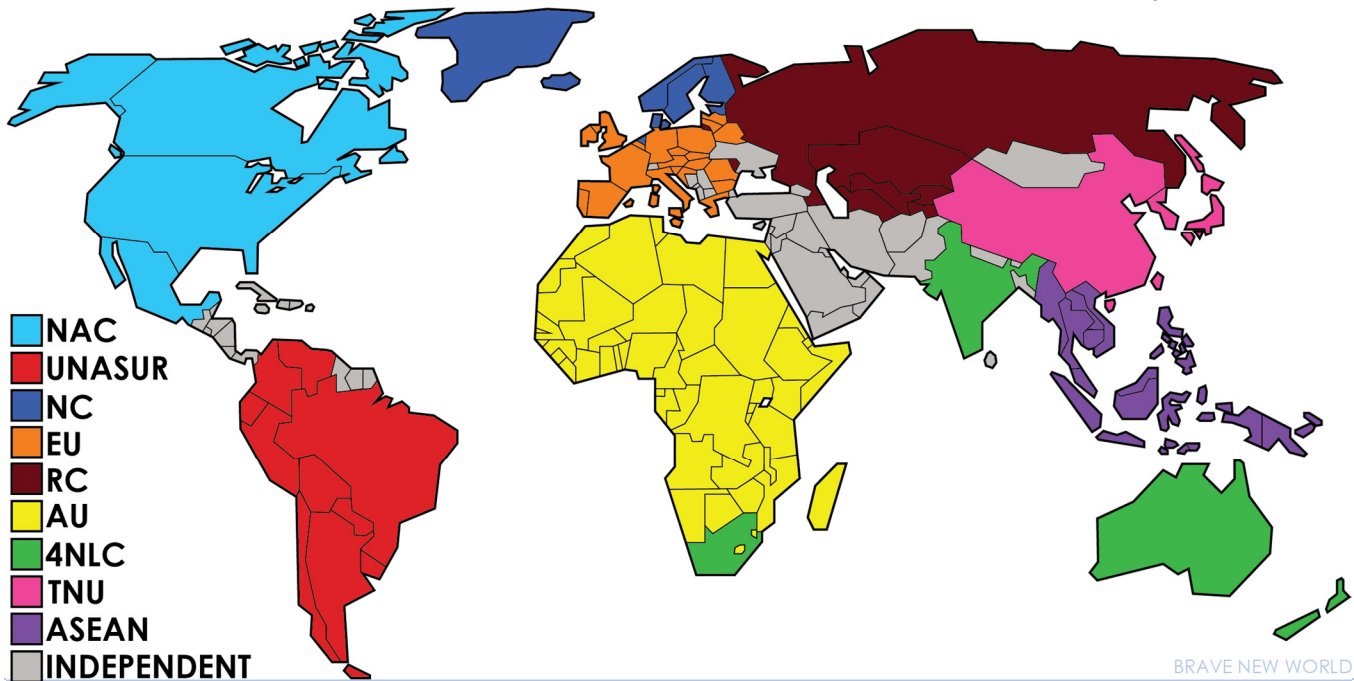 NAC
UNASUR
NC
EU
RC
AU
4NLC
TNU
ASEAN
INDEPENDENT
BRAVE NEW WORLD